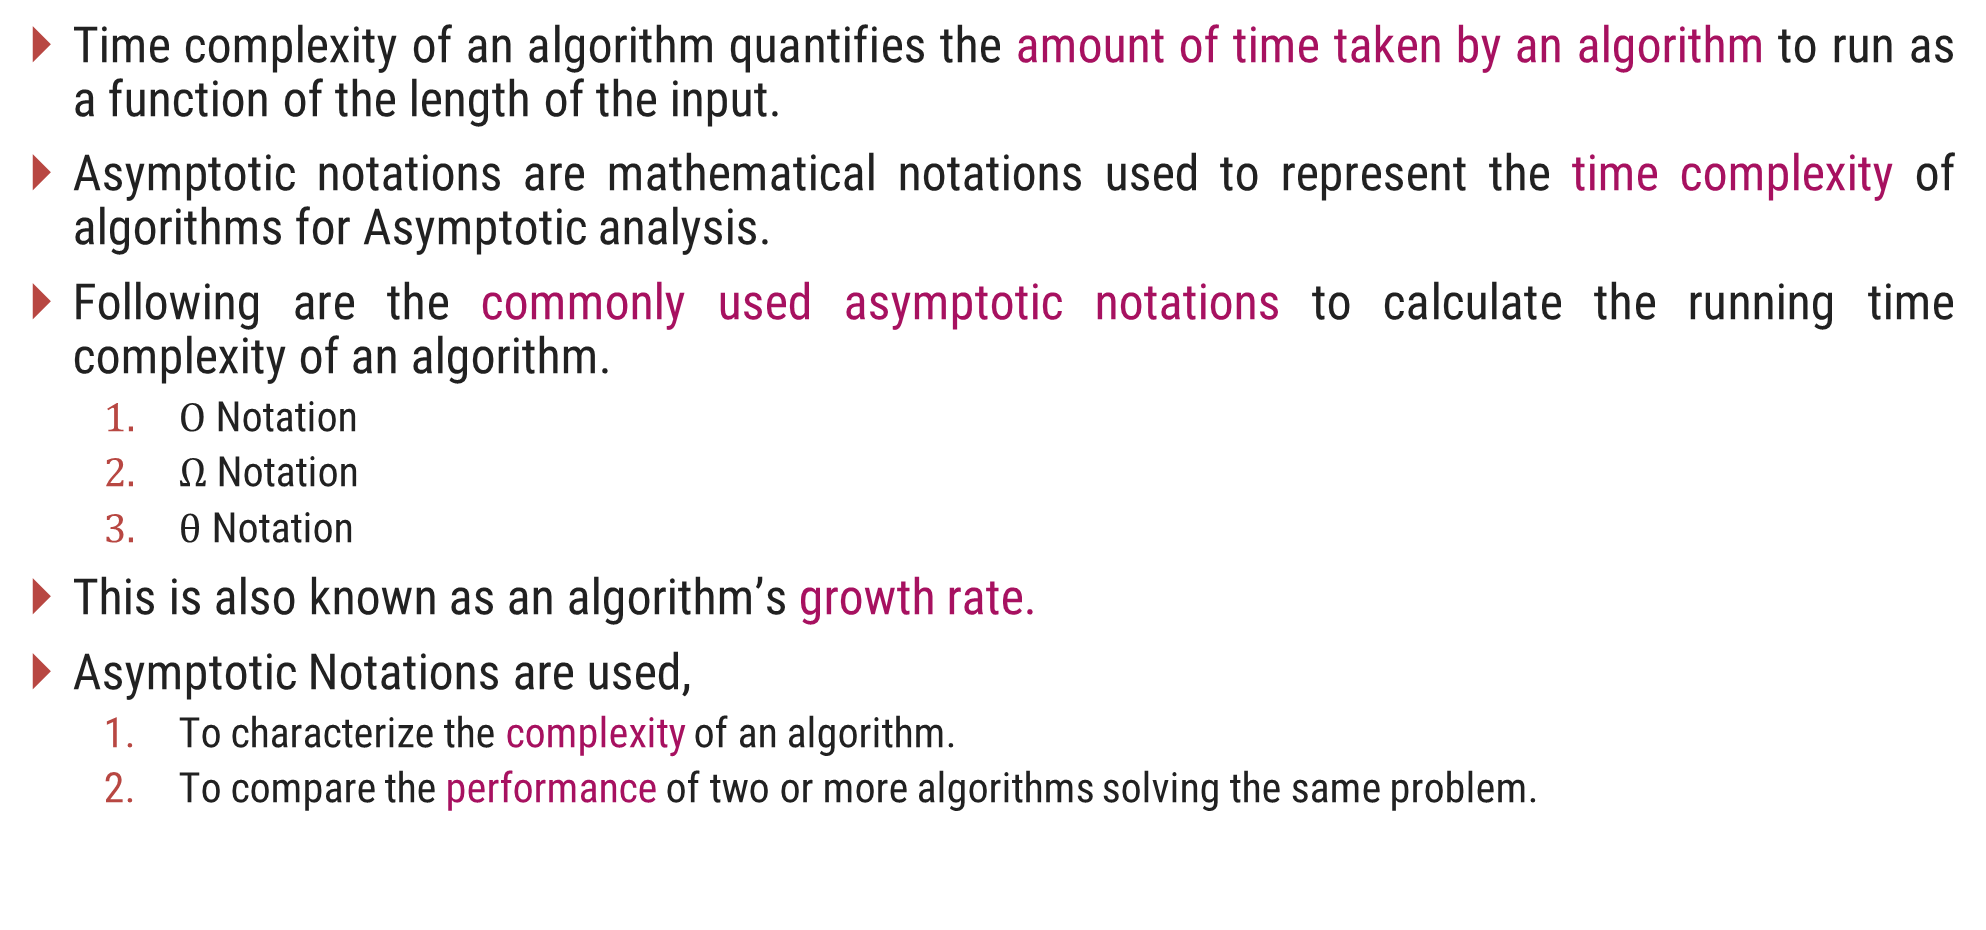 Time complexity of an algorithm quantifies the amount of time taken by an algorithm to run as
a function of the length of the input.
Asymptotic notations are mathematical notations used to represent the time complexity of
algorithms for Asymptotic analysis.
Following are the commonly used asymptotic notations to calculate the running time
complexity of an algorithm.
1. Ο Notation
2. Ω Notation
3. θ Notation
This is also known as an algorithm’s growth rate.
Asymptotic Notations are used,
1. To characterize the complexity of an algorithm.
2. To compare the performance of two or more algorithms solving the same problem.